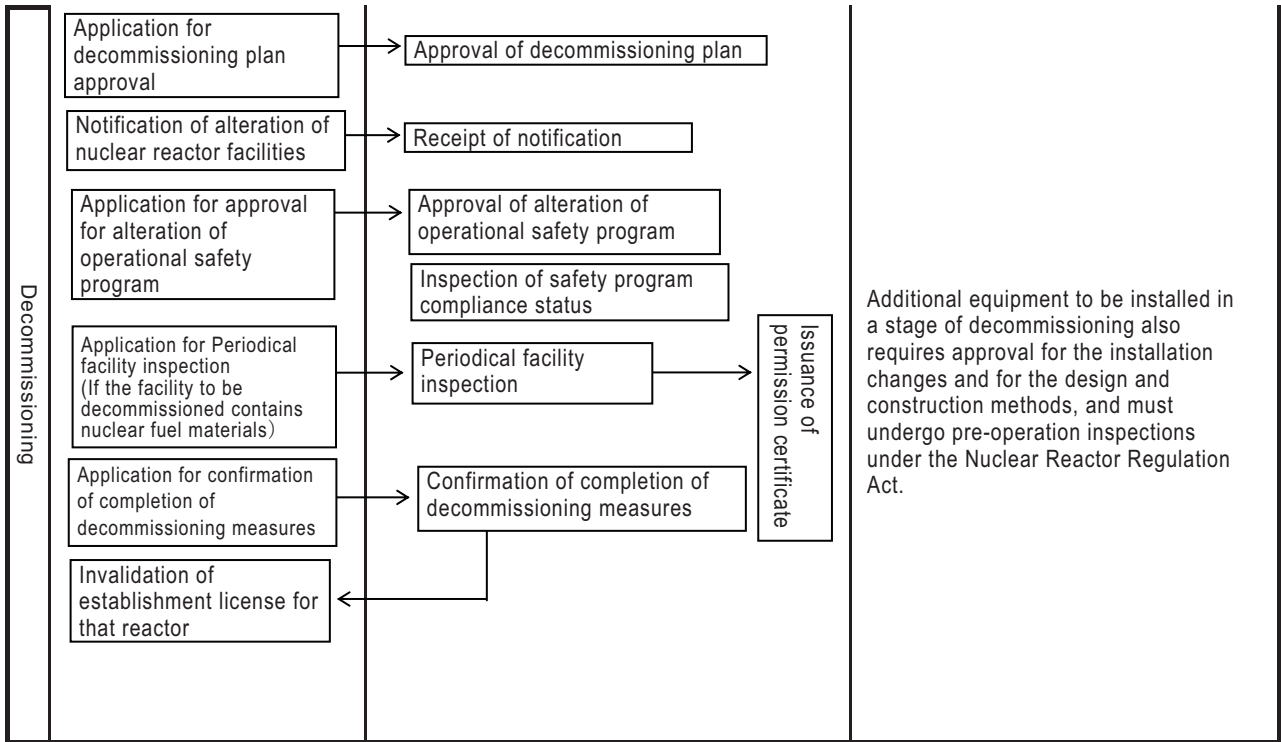 Decommissioning
Application for
decommissioning plan
approval
Approval of decommissioning plan
Notification of alteration of
nuclear reactor facilities
Receipt of notification
Application for approval
for alteration of
operational safety
program
Approval of alteration of
operational safety program
Inspection of safety program
compliance status
Application for Periodical
facility inspection
(If the facility to be
decommissioned contains
nuclear fuel materials）
Periodical facility
inspection
Issuance of
permission certificate
Application for confirmation
of completion of
decommissioning measures
Confirmation of completion of
decommissioning measures
Invalidation of
establishment license for
that reactor
Additional equipment to be installed in
a stage of decommissioning also
requires approval for the installation
changes and for the design and
construction methods, and must
undergo pre-operation inspections
under the Nuclear Reactor Regulation
Act.